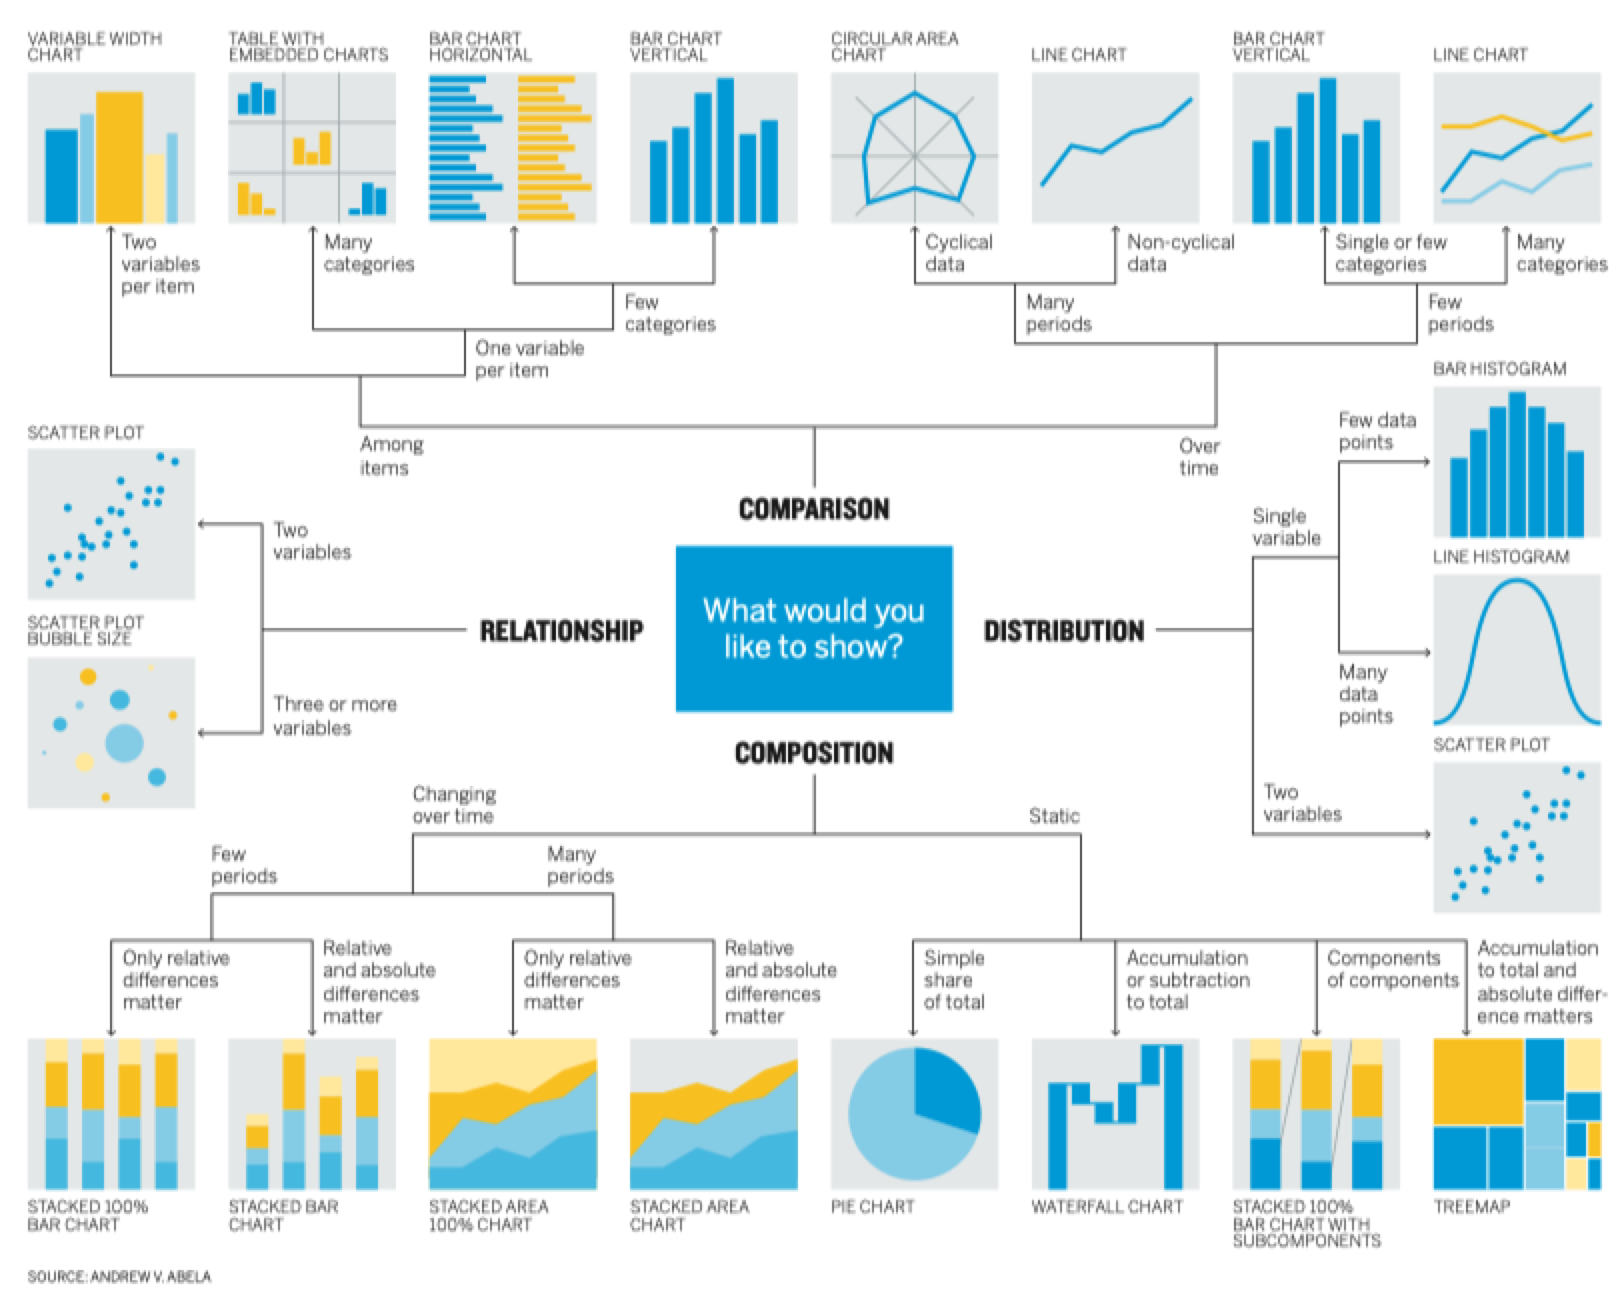 VARIABLE WIDTH
CHART
TABLE WITH
EMBEDDED CHARTS
BAR CHART
HORIZONTAL
BAR CHART
VERTICAL
CIRCULAR AREA
CHART
LINE CHART
BAR CHART
VERTICAL
LINE CHART
Two
variables
per item
Many
categories
Few
categories
One variable
per item
Cyclical
data
Non-cyclical
data
Many
periods
Single or few
categories
Many
categories
Few
periods
Among
items
Over
time
COMPARISON
SCATTER PLOT
Two
variables
SCATTER PLOT
BUBBLE SIZE
Three or more
variables
RELATIONSHIP
What would you
like to show?
DISTRIBUTION
BAR HISTOGRAM
Few data
points
Single
variable
LINE HISTOGRAM
Many
data
points
SCATTER PLOT
Two
variables
COMPOSITION
Changing
over time
Static
Few
periods
Many
periods
Only relative
differences
matter
Relative
and absolute
differences
matter
Only relative
differences
matter
Relative
and absolute
differences
matter
Simple
share
of total
Accumulation
or subtraction
to total
Components
of components
Accumulation
to total and
absolute differ-
ence matters
STACKED 100%
BAR CHART
STACKED BAR
CHART
STACKED AREA
100% CHART
STACKED AREA
CHART
PIE CHART
WATERFALL CHART
STACKED 100%
BAR CHART WITH
SUBCOMPONENTS
TREEMAP
SOURCE: ANDREW V. ABELA